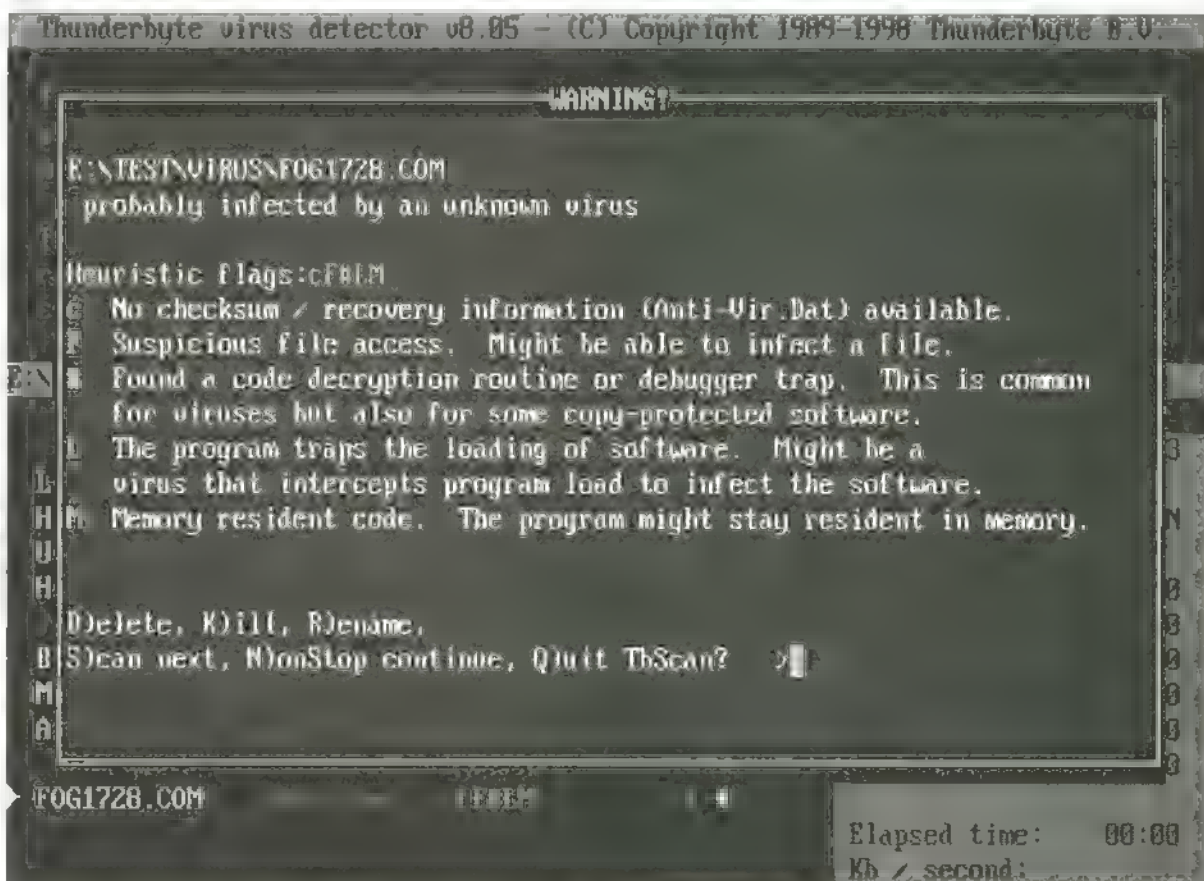 Thunderbyte virus detector v8.05 - (C) Copyright 1989-1998 Thunderbyte B.V.
WARNING!
E:\TEST\VIRUS\FOG1728.COM
probably infected by an unknown virus
Heuristic flags:cF#LM
c No checksum / recovery information (Anti-Vir.Dat) available.
F Suspicious file access. Might be able to infect a file.
# Found a code decryption routine or debugger trap. This is common
for viruses but also for some copy-protected software.
L The program traps the loading of software. Might be a
virus that intercepts program load to infect the software.
M Memory resident code. The program might stay resident in memory.
D)elete, K)ill, R)ename,
S)can next, N)onStop continue, Q)uit TbScan? >
E:\
L
H
U
H
B
M
A
FOG1728.COM
Elapsed time: 00:00
Kb / second: